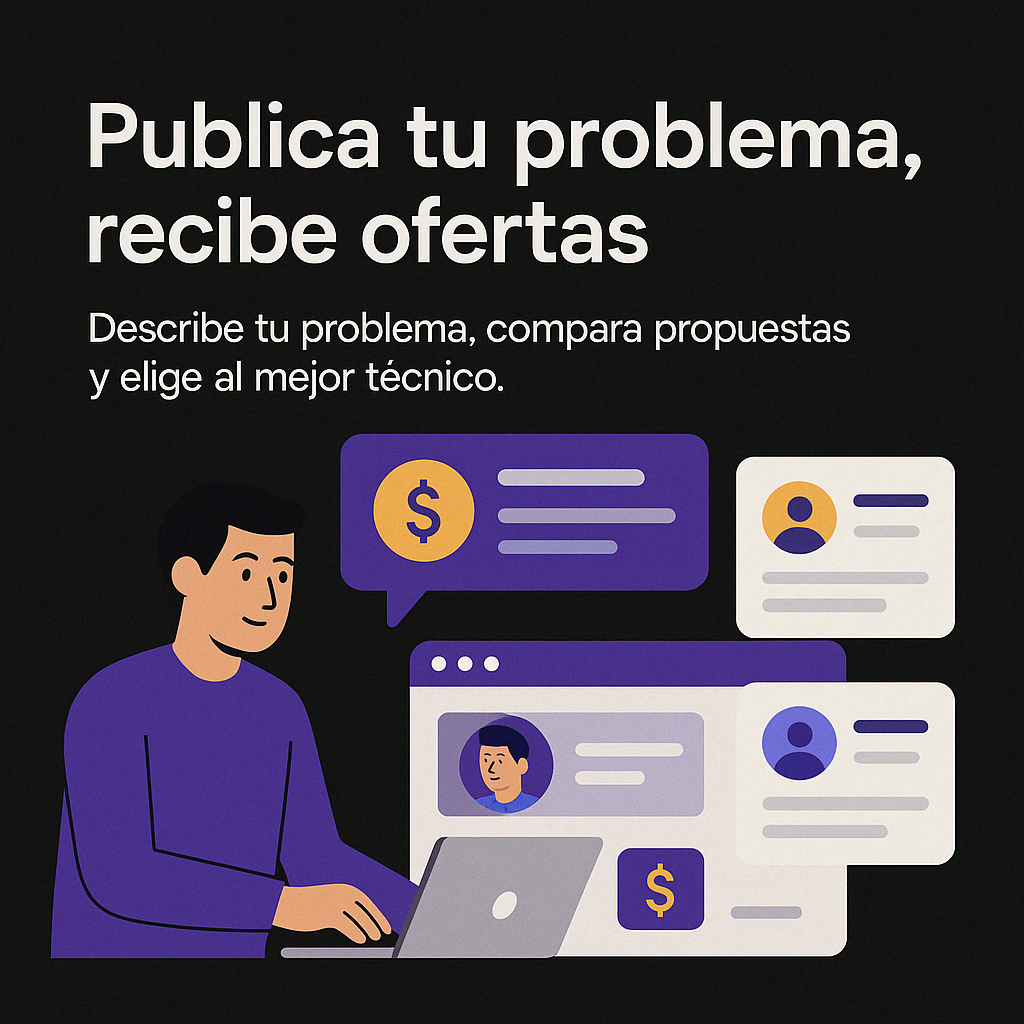 Publica tu problema,
recibe ofertas
Describe tu problema, compara propuestas
y elige al mejor técnico.
$
$